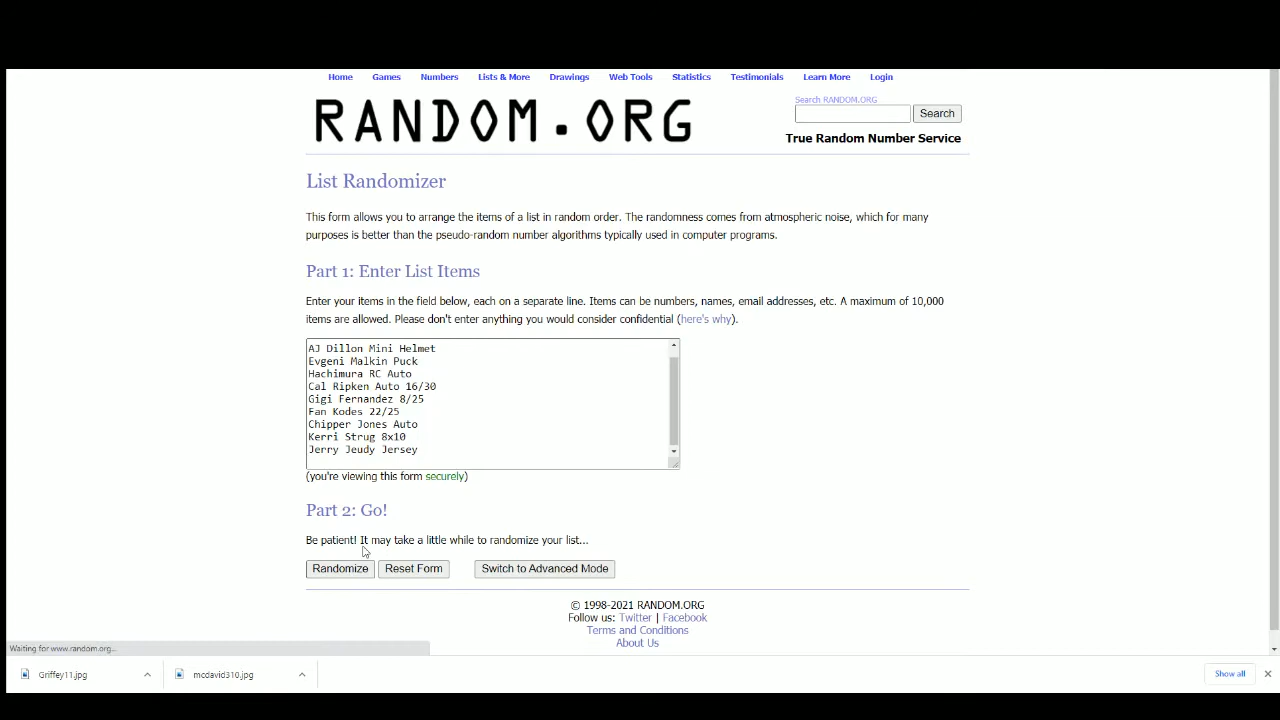 Home Games Numbers Lists & More Drawings Web Tools Statistics Testimonials Learn More Login
RANDOM.ORG
Search RANDOM.ORG
Search
True Random Number Service
List Randomizer
This form allows you to arrange the items of a list in random order. The randomness comes from atmospheric noise, which for many
purposes is better than the pseudo-random number algorithms typically used in computer programs.
Part 1: Enter List Items
Enter your items in the field below, each on a separate line. Items can be numbers, names, email addresses, etc. A maximum of 10,000
items are allowed. Please don't enter anything you would consider confidential (here's why).
AJ Dillon Mini Helmet
Evgeni Malkin Puck
Hachimura RC Auto
Cal Ripken Auto 16/30
Gigi Fernandez 8/25
Fan Kodes 22/25
Chipper Jones Auto
Kerri Strug 8x10
Jerry Jeudy Jersey
(you're viewing this form securely)
Part 2: Go!
Be patient! It may take a little while to randomize your list...
Randomize Reset Form Switch to Advanced Mode
© 1998-2021 RANDOM.ORG
Follow us: Twitter | Facebook
Terms and Conditions
About Us
Waiting for www.random.org...
Griffey11.jpg mcdavid310.jpg Show all